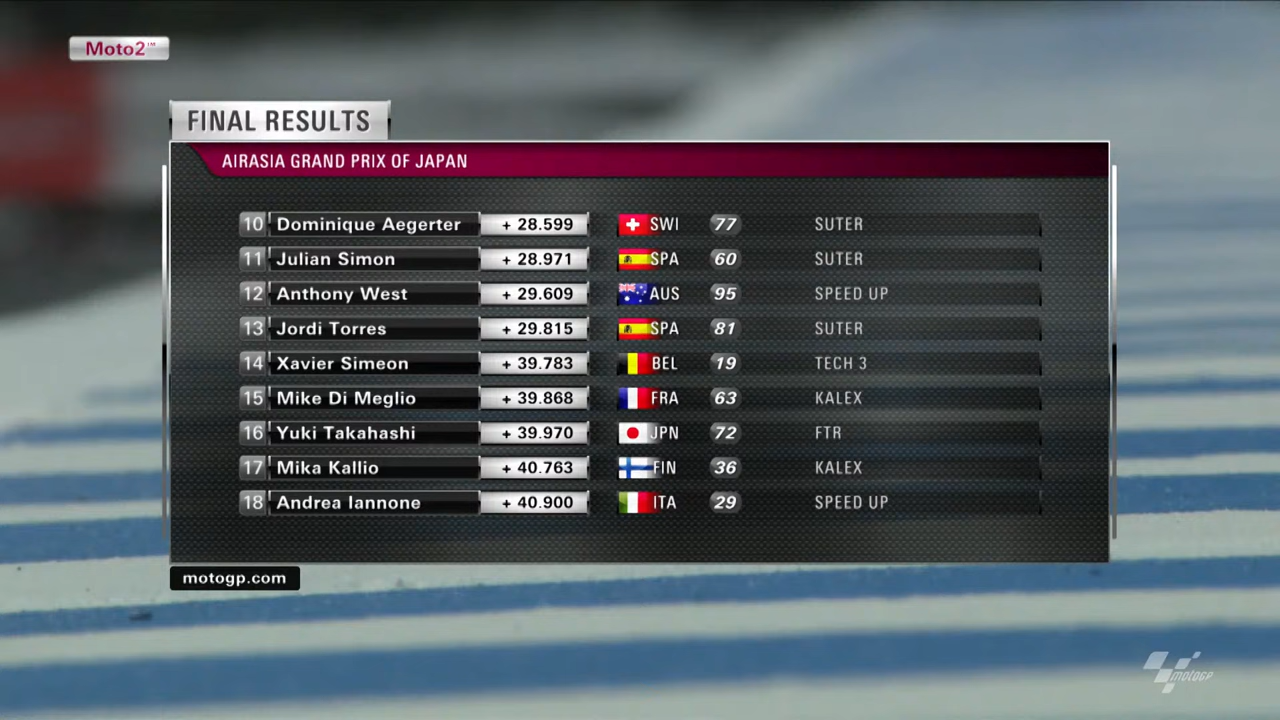 Moto2™
FINAL RESULTS
AIRASIA GRAND PRIX OF JAPAN
10 Dominique Aegerter + 28.599 SWI 77 SUTER
11 Julian Simon + 28.971 SPA 60 SUTER
12 Anthony West + 29.609 AUS 95 SPEED UP
13 Jordi Torres + 29.815 SPA 81 SUTER
14 Xavier Simeon + 39.783 BEL 19 TECH 3
15 Mike Di Meglio + 39.868 FRA 63 KALEX
16 Yuki Takahashi + 39.970 JPN 72 FTR
17 Mika Kallio + 40.763 FIN 36 KALEX
18 Andrea Iannone + 40.900 ITA 29 SPEED UP
motogp.com
motoGP